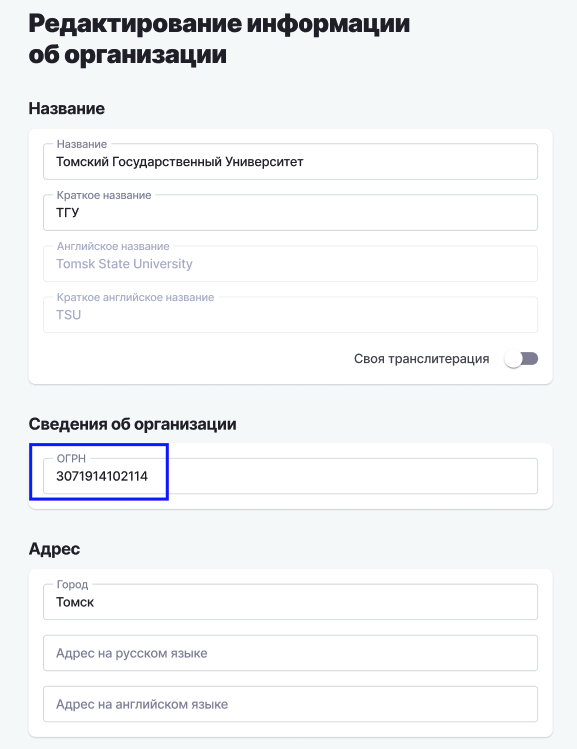 Редактирование информации
об организации
Название
Название
Томский Государственный Университет
Краткое название
ТГУ
Английское название
Tomsk State University
Краткое английское название
TSU
Своя транслитерация
Сведения об организации
ОГРН
3071914102114
Адрес
Город
Томск
Адрес на русском языке
Адрес на английском языке